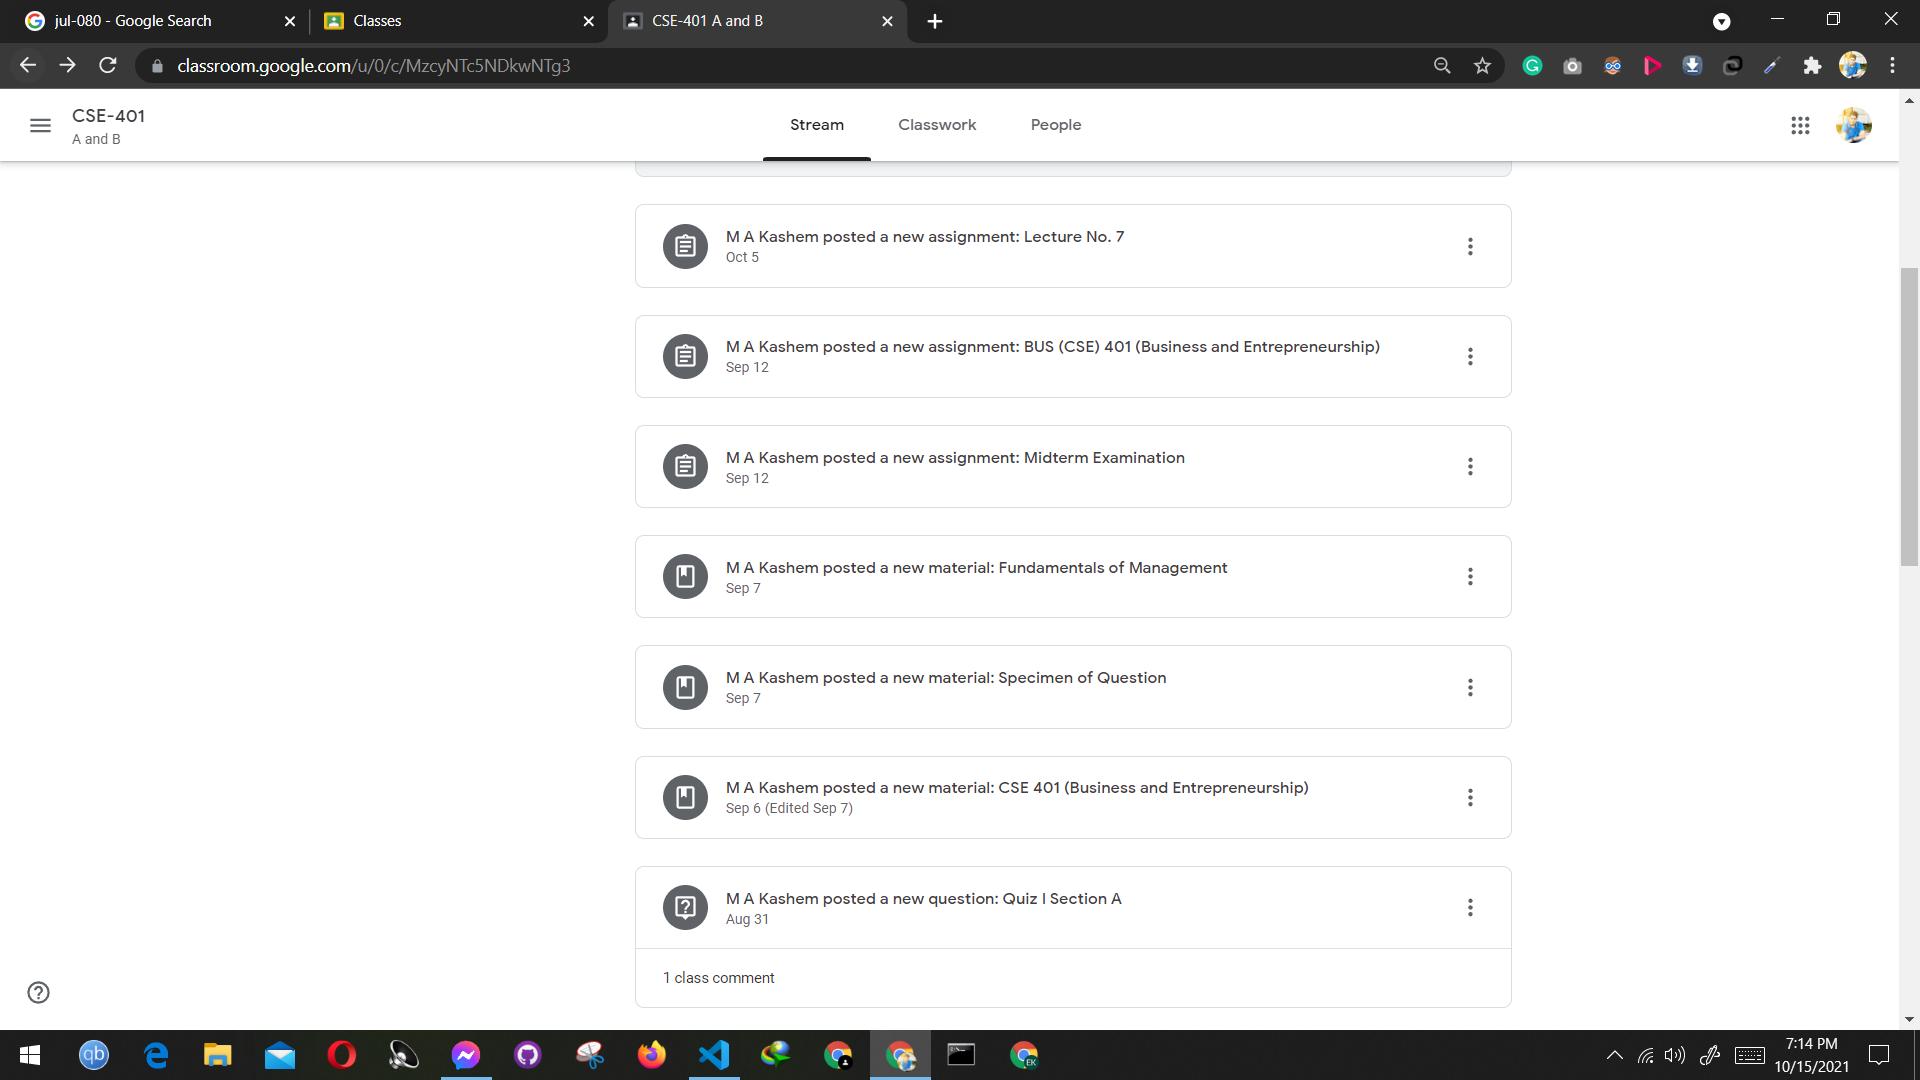 jul-080 - Google Search
Classes
CSE-401 A and B
classroom.google.com/u/0/c/MzcyNTc5NDkwNTg3
CSE-401
A and B
Stream
Classwork
People
M A Kashem posted a new assignment: Lecture No. 7
Oct 5
M A Kashem posted a new assignment: BUS (CSE) 401 (Business and Entrepreneurship)
Sep 12
M A Kashem posted a new assignment: Midterm Examination
Sep 12
M A Kashem posted a new material: Fundamentals of Management
Sep 7
M A Kashem posted a new material: Specimen of Question
Sep 7
M A Kashem posted a new material: CSE 401 (Business and Entrepreneurship)
Sep 6 (Edited Sep 7)
M A Kashem posted a new question: Quiz I Section A
Aug 31
1 class comment
qb
EK
7:14 PM
10/15/2021